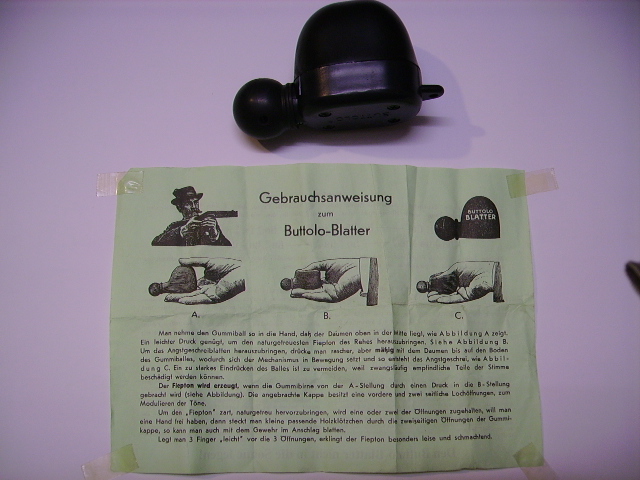 Gebrauchsanweisung
zum
Buttolo-Blatter
BUTTOLO
BLATTER
A.
B.
C.
Man nehme den Gummiball so in die Hand, daß der Daumen oben in der Mitte liegt, wie Abbildung A zeigt.
Ein leichter Druck genügt, um den naturgetreuesten Fiepton des Rehes herauszubringen. Siehe Abbildung B.
Um das Angstgeschrei blatten herauszubringen, drücke man rascher, aber mäßig mit dem Daumen bis auf den Boden
des Gummiballes, wodurch sich der Mechanismus in Bewegung setzt und so entsteht das Angstgeschrei, wie Abbil-
dung C. Ein zu starkes Eindrücken des Balles ist zu vermeiden, weil zwangsläufig empfindliche Teile der Stimme
beschädigt werden können.
Der Fiepton wird erzeugt, wenn die Gummibirne von der A-Stellung durch einen Druck in die B-Stellung
gebracht wird (siehe Abbildung). Die angebrachte Kappe besitzt eine vordere und zwei seitliche Lochöffnungen, zum
Modulieren der Töne.
Um den „Fiepton" zart, naturgetreu hervorzubringen, wird eine oder zwei der Öffnungen zugehalten, will man
eine Hand frei haben, dann steckt man kleine passende Holzklötzchen durch die zweiseitigen Öffnungen der Gummi-
kappe, so kann man auch mit dem Gewehr im Anschlag blatten.
Legt man 3 Finger „leicht" vor die 3 Öffnungen, erklingt der Fiepton besonders leise und schmachtend.